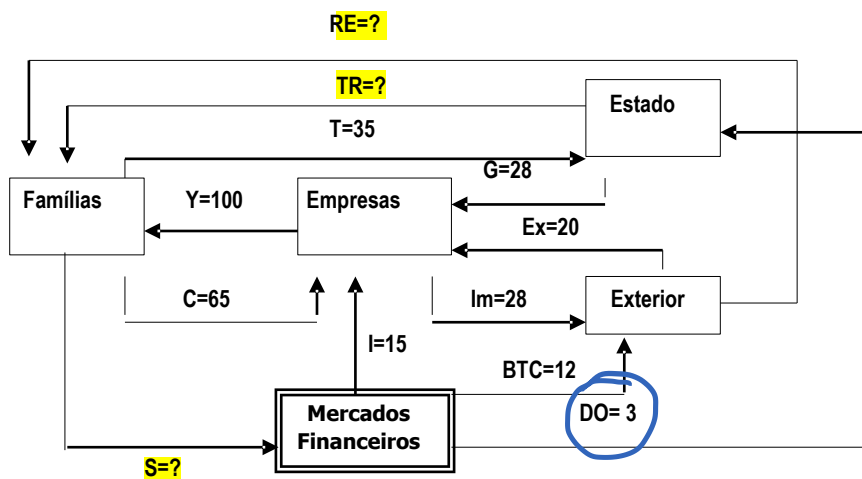 RE=?
TR=?
Estado
T=35
G=28
Famílias
Y=100
Empresas
Ex=20
C=65
Im=28
Exterior
I=15
BTC=12
Mercados
Financeiros
DO= 3
S=?